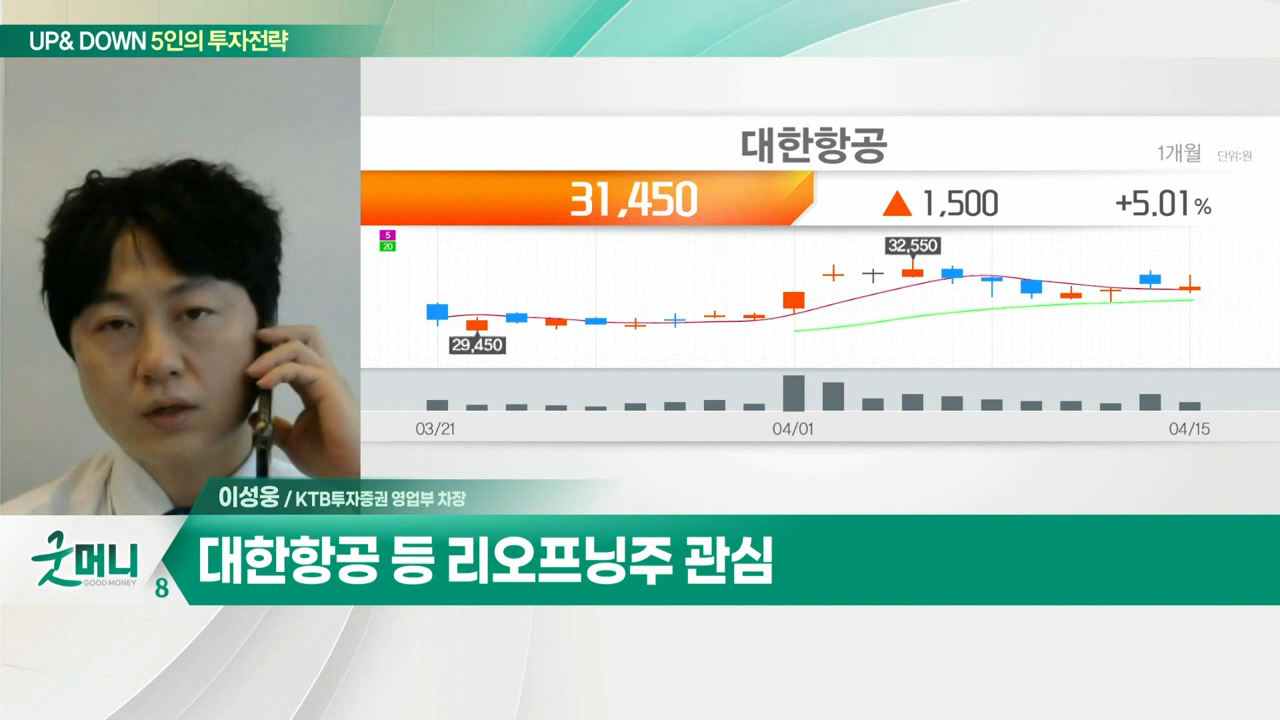 UP& DOWN 5인의 투자전략
대한항공
1개월 단위:원
31,450 ▲ 1,500 +5.01%
5
20
32,550
29,450
03/21 04/01 04/15
이성웅 / KTB투자증권 영업부 차장
굿머니
GOOD MONEY
8
대한항공 등 리오프닝주 관심